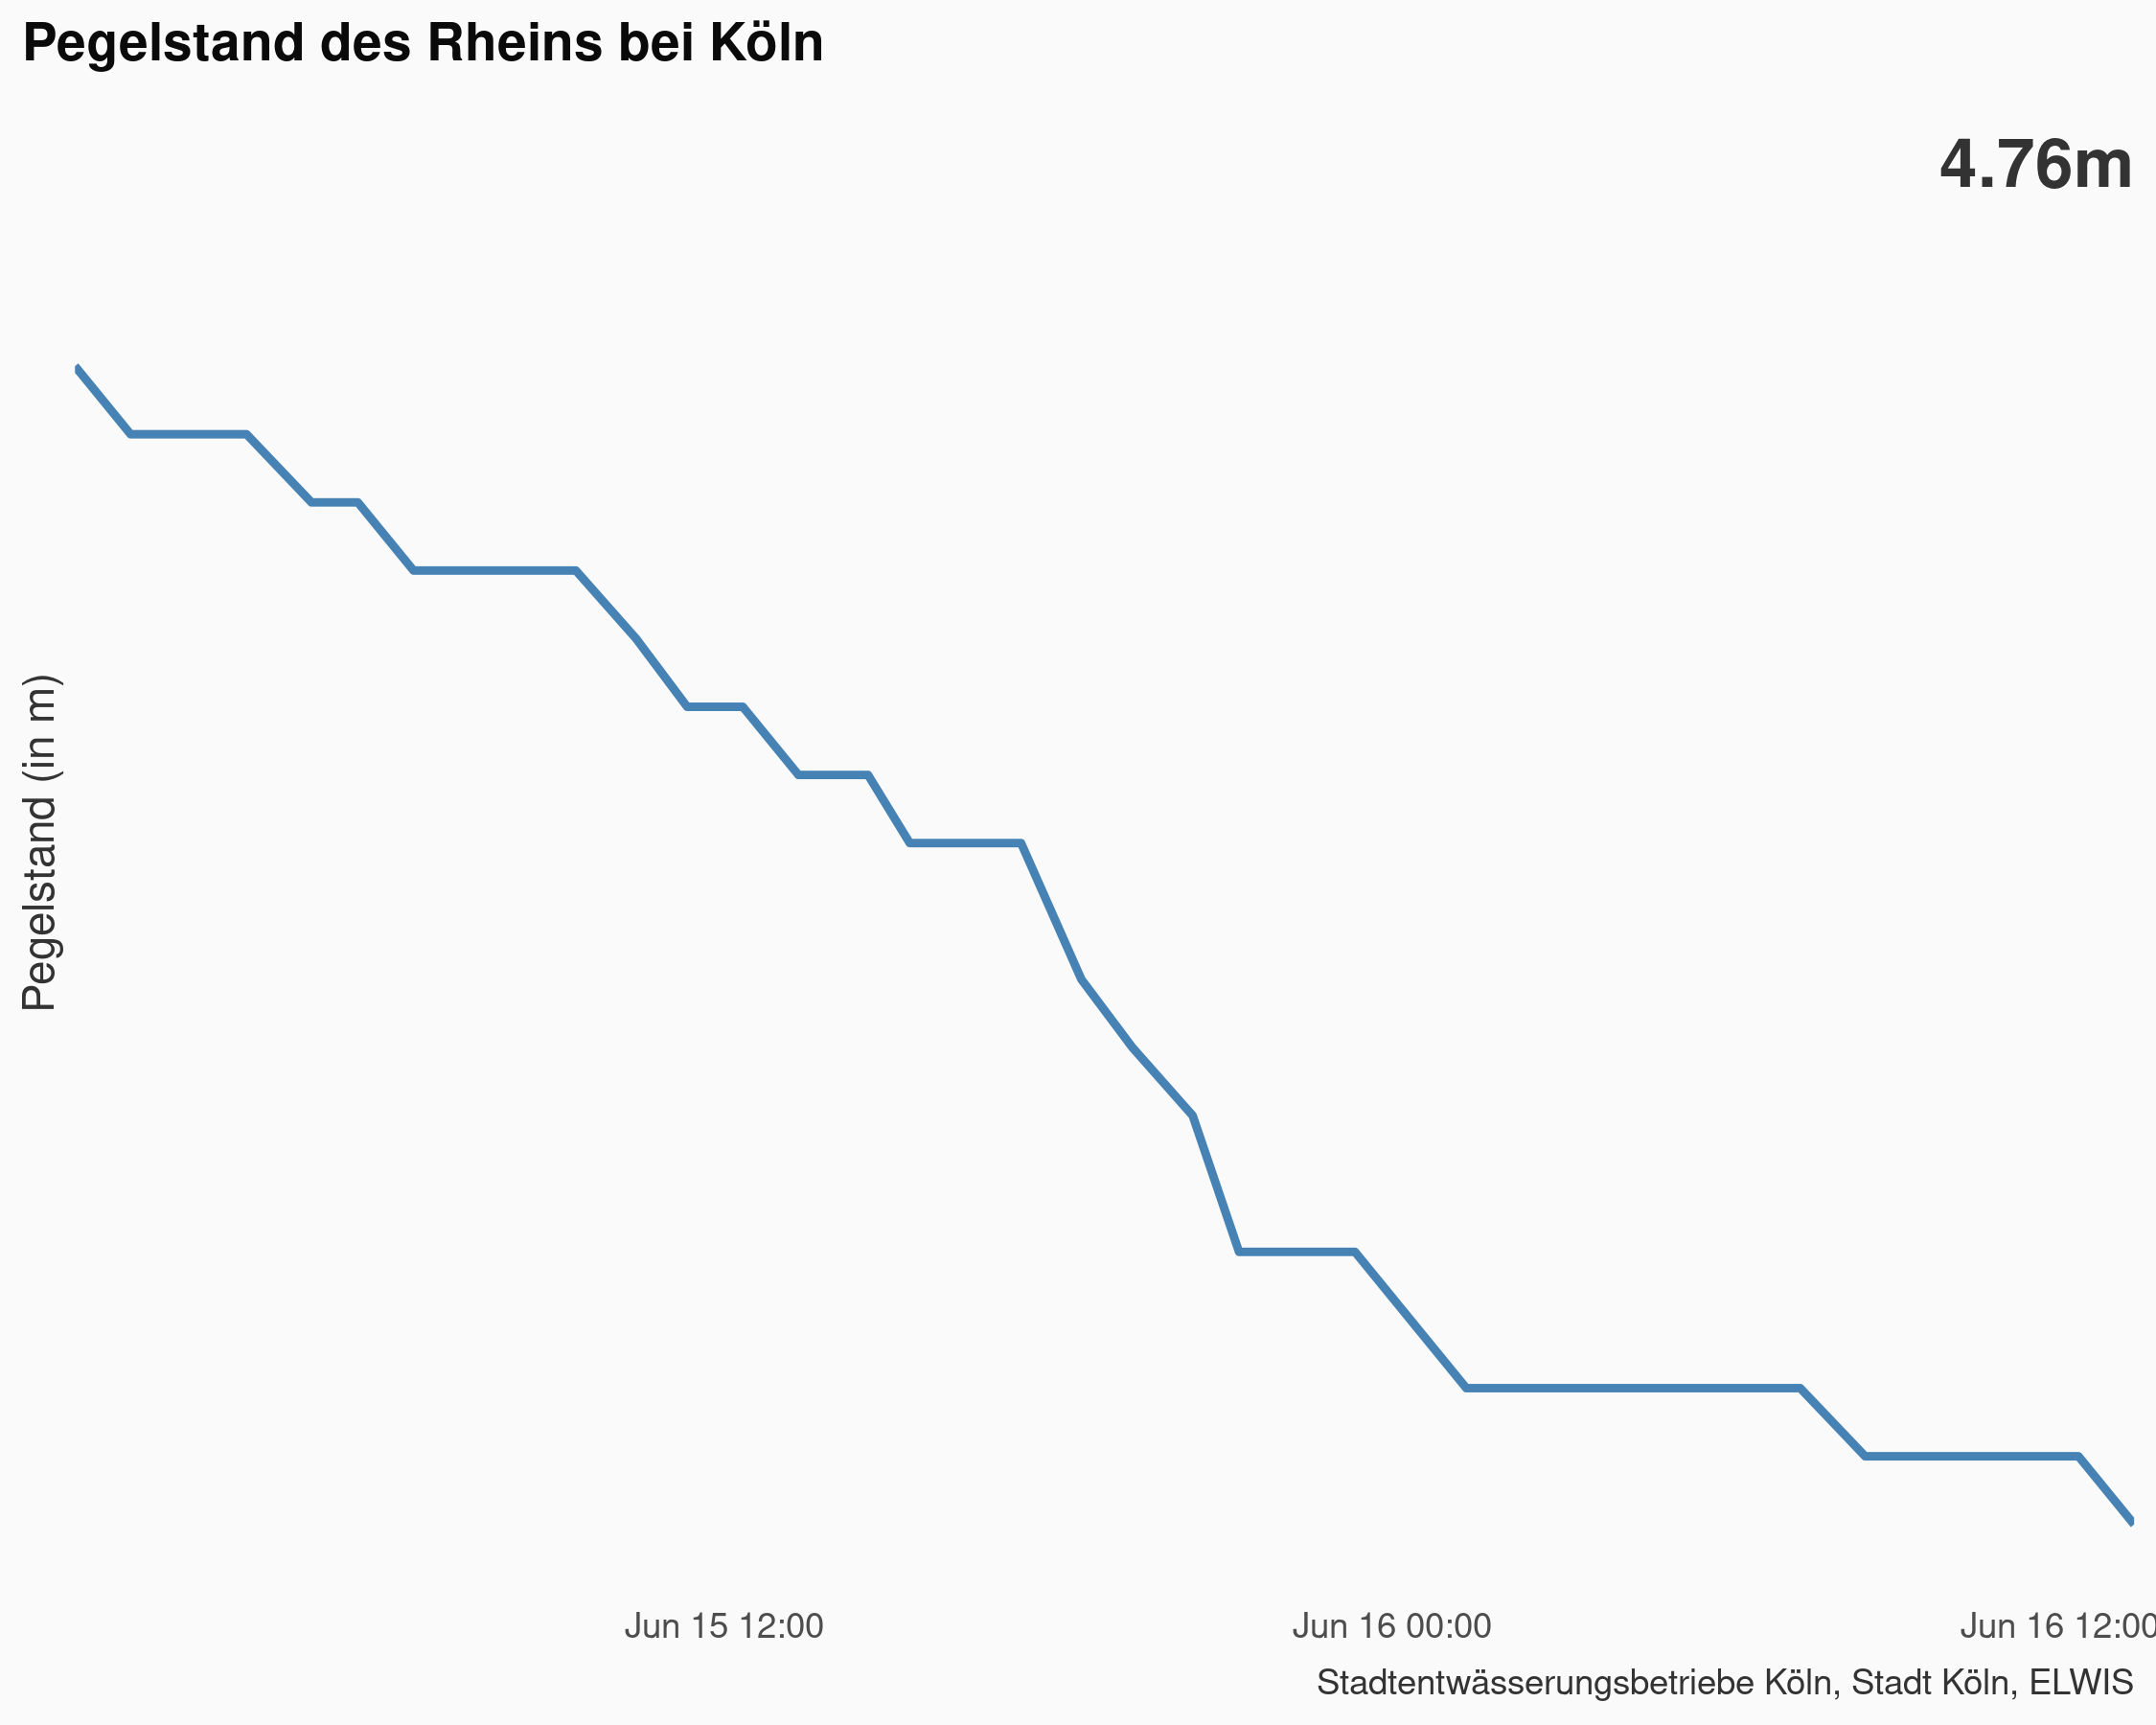 Pegelstand des Rheins bei Köln
4.76m
Pegelstand (in m)
Jun 15 12:00
Jun 16 00:00
Jun 16 12:00
Stadtentwässerungsbetriebe Köln, Stadt Köln, ELWIS